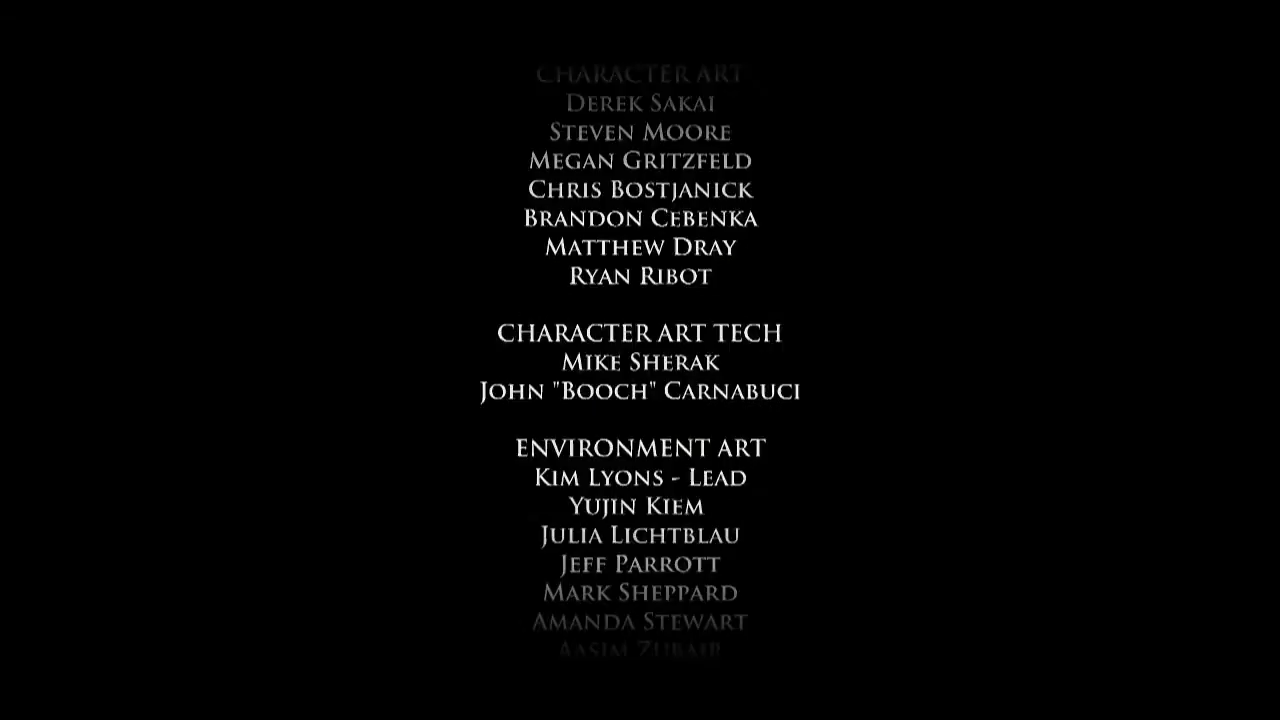 CHARACTER ART
DEREK SAKAI
STEVEN MOORE
MEGAN GRITZFELD
CHRIS BOSTJANICK
BRANDON CEBENKA
MATTHEW DRAY
RYAN RIBOT
CHARACTER ART TECH
MIKE SHERAK
JOHN "BOOCH" CARNABUCI
ENVIRONMENT ART
KIM LYONS - LEAD
YUJIN KIEM
JULIA LICHTBLAU
JEFF PARROTT
MARK SHEPPARD
AMANDA STEWART
AASIM ZUBAIR